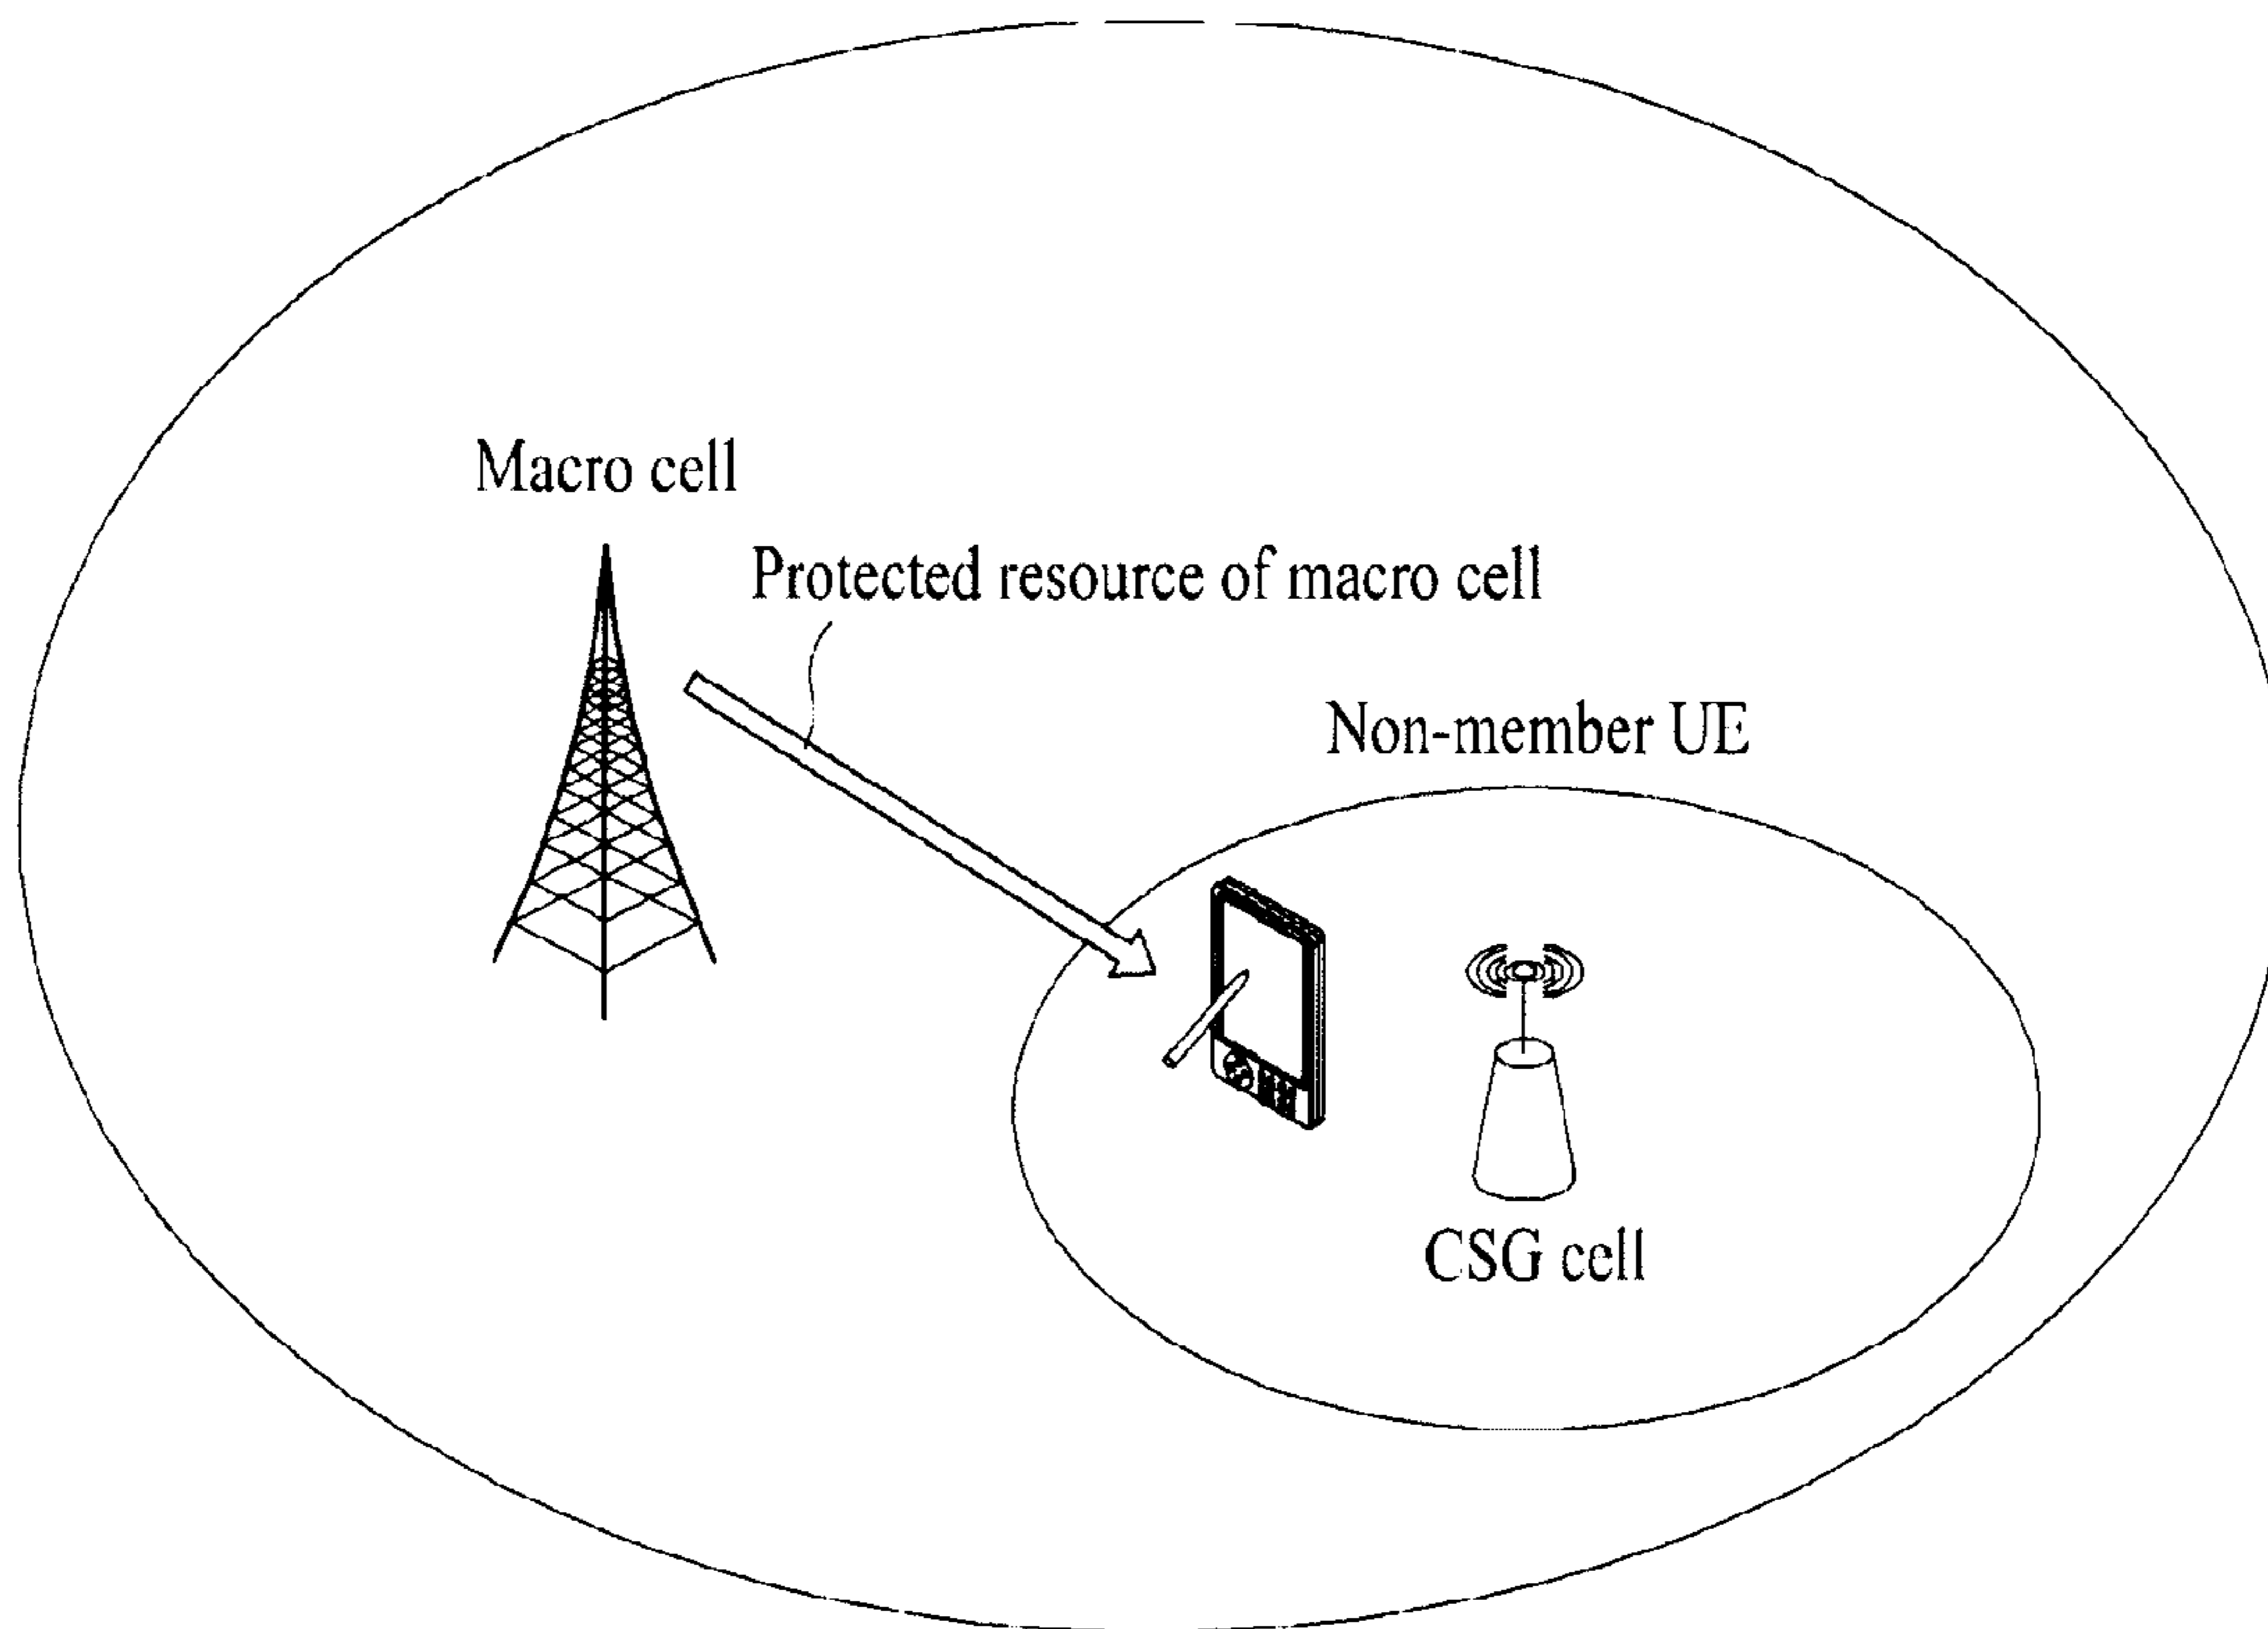 Macro cell
Protected resource of macro cell
Non-member UE
CSG cell